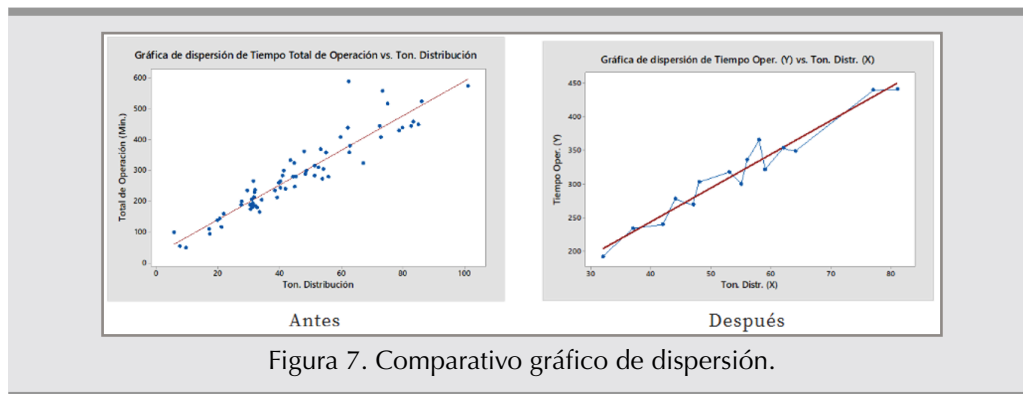 Gráfica de dispersión de Tiempo Total de Operación vs. Ton. Distribución
Total de Operación (Min.)
600
500
400
300
200
100
0
0 20 40 60 80 100
Ton. Distribución
Antes
Gráfica de dispersión de Tiempo Oper. (Y) vs. Ton. Distr. (X)
Tiempo Oper. (Y)
450
400
350
300
250
200
30 40 50 60 70 80
Ton. Distr. (X)
Después
Figura 7. Comparativo gráfico de dispersión.